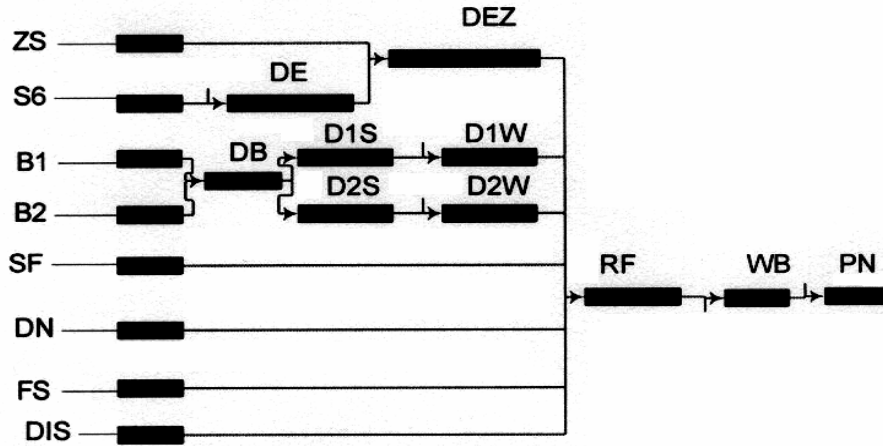 DEZ
ZS
DE
S6
D1S D1W
DB
B1
D2S D2W
B2
SF
RF WB PN
DN
FS
DIS